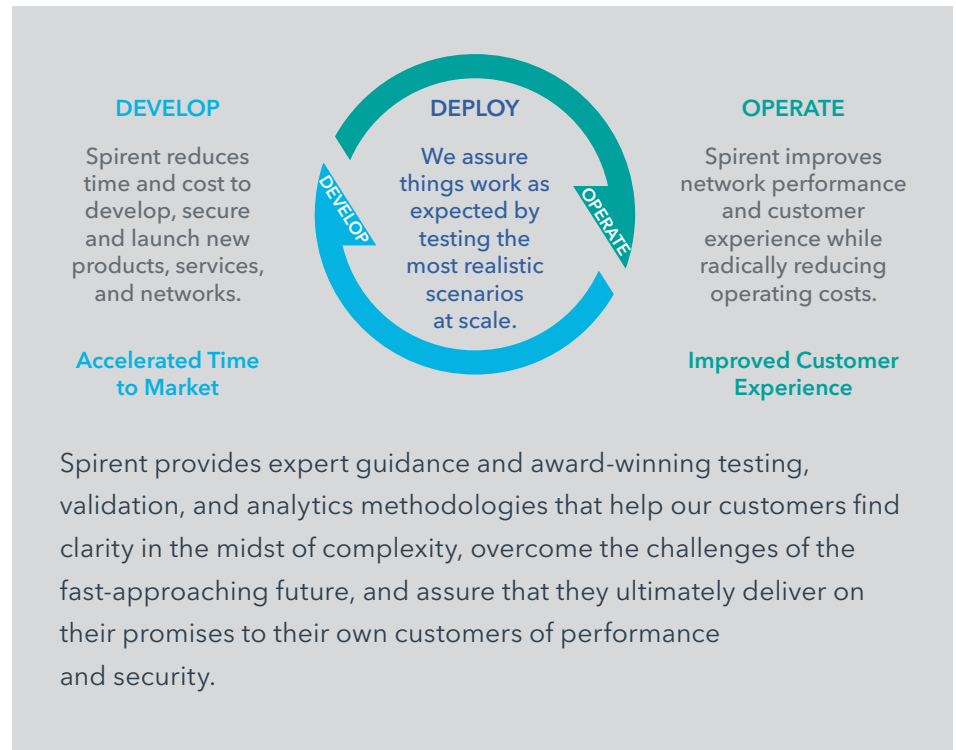 DEVELOP
Spirent reduces
time and cost to
develop, secure
and launch new
products, services,
and networks.
Accelerated Time
to Market
DEVELOP
DEPLOY
We assure
things work as
expected by
testing the
most realistic
scenarios
at scale.
OPERATE
OPERATE
Spirent improves
network performance
and customer
experience while
radically reducing
operating costs.
Improved Customer
Experience
Spirent provides expert guidance and award-winning testing,
validation, and analytics methodologies that help our customers find
clarity in the midst of complexity, overcome the challenges of the
fast-approaching future, and assure that they ultimately deliver on
their promises to their own customers of performance
and security.